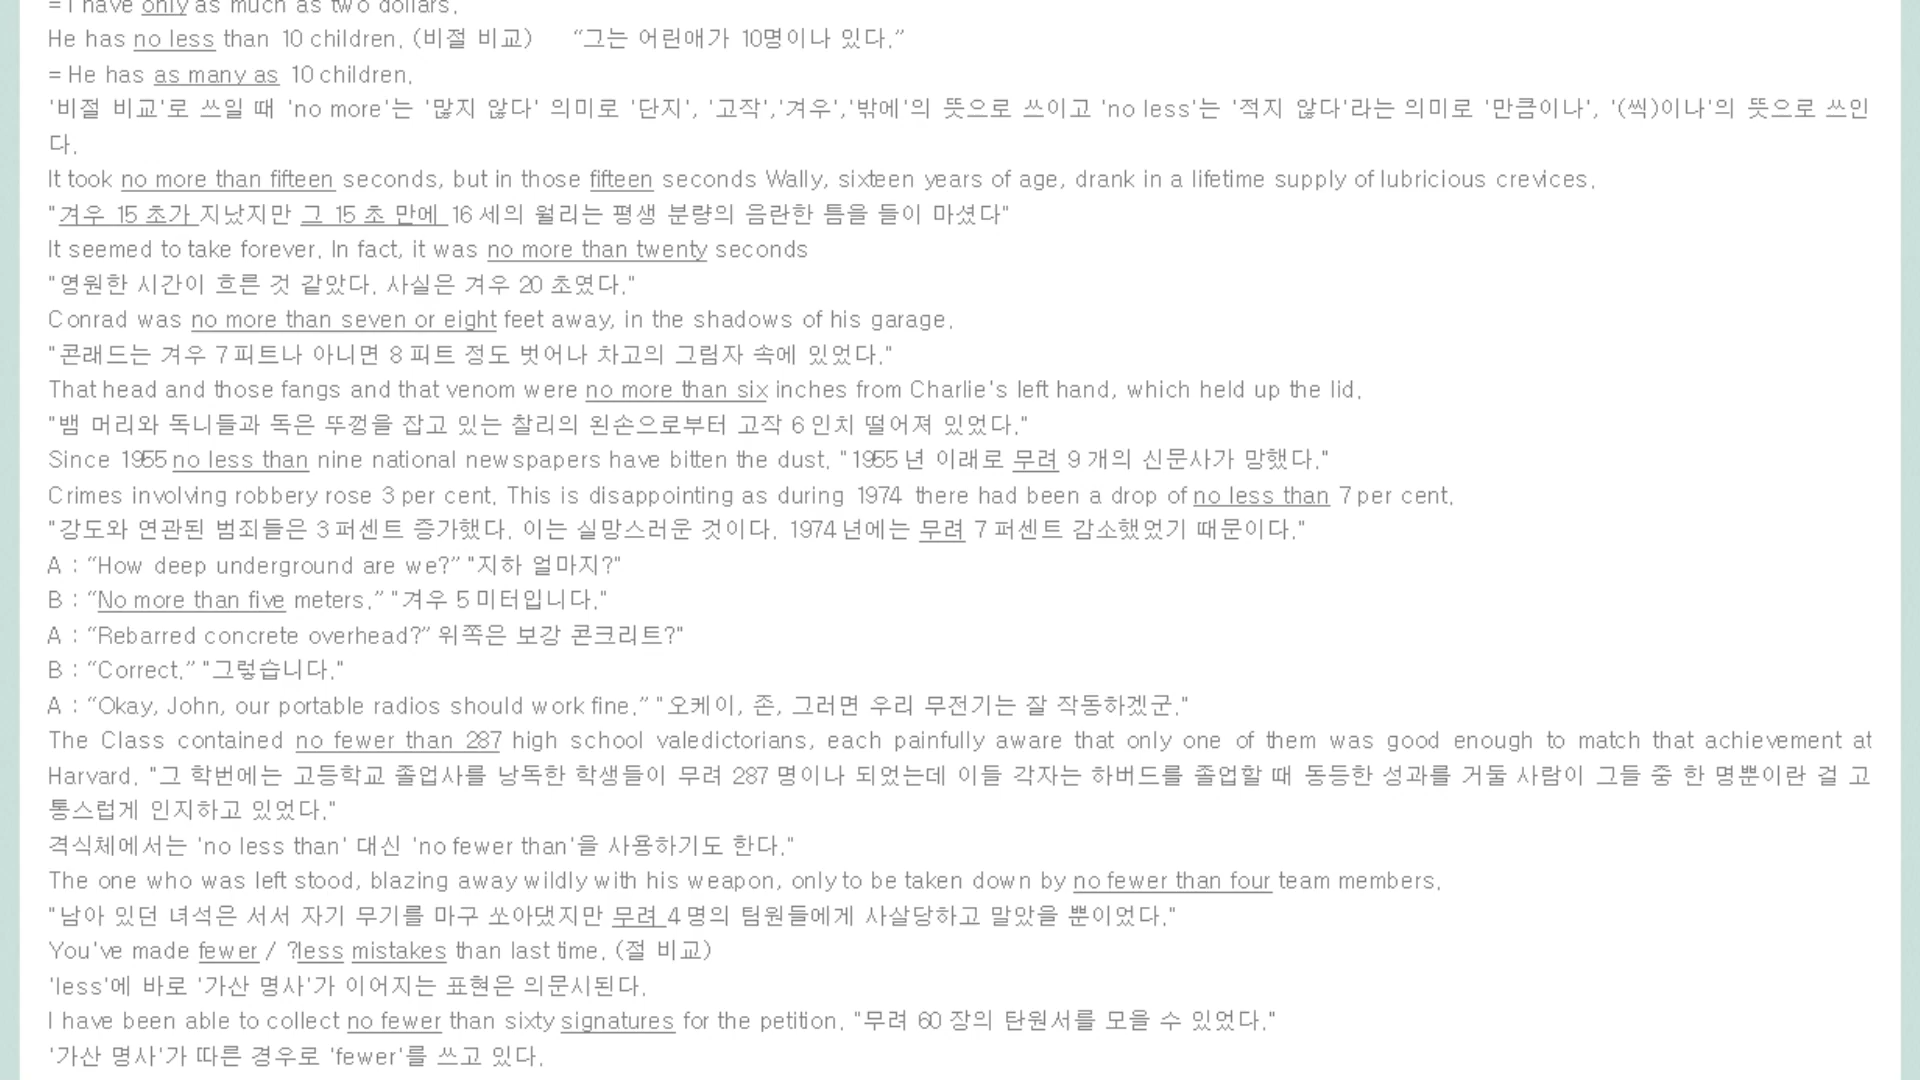 = I have only as much as two dollars.
He has no less than 10 children. (비절 비교) “그는 어린애가 10명이나 있다.”
= He has as many as 10 children.
'비절 비교'로 쓰일 때 'no more'는 '많지 않다' 의미로 '단지', '고작','겨우','밖에'의 뜻으로 쓰이고 'no less'는 '적지 않다'라는 의미로 '만큼이나', '(씩)이나'의 뜻으로 쓰인
다.
It took no more than fifteen seconds, but in those fifteen seconds Wally, sixteen years of age, drank in a lifetime supply of lubricious crevices.
"겨우 15 초가 지났지만 그 15 초 만에 16 세의 월리는 평생 분량의 음란한 틈을 들이 마셨다"
It seemed to take forever. In fact, it was no more than twenty seconds
"영원한 시간이 흐른 것 같았다. 사실은 겨우 20 초였다."
Conrad was no more than seven or eight feet away, in the shadows of his garage.
"콘래드는 겨우 7 피트나 아니면 8 피트 정도 벗어나 차고의 그림자 속에 있었다."
That head and those fangs and that venom were no more than six inches from Charlie's left hand, which held up the lid.
"뱀 머리와 독니들과 독은 뚜껑을 잡고 있는 찰리의 왼손으로부터 고작 6 인치 떨어져 있었다."
Since 1955 no less than nine national newspapers have bitten the dust. "1955 년 이래로 무려 9 개의 신문사가 망했다."
Crimes involving robbery rose 3 per cent. This is disappointing as during 1974 there had been a drop of no less than 7 per cent.
"강도와 연관된 범죄들은 3 퍼센트 증가했다. 이는 실망스러운 것이다. 1974 년에는 무려 7 퍼센트 감소했었기 때문이다."
A : “How deep underground are we?” "지하 얼마지?"
B : “No more than five meters.” "겨우 5 미터입니다."
A : “Rebarred concrete overhead?” 위쪽은 보강 콘크리트?"
B : “Correct.” "그렇습니다."
A : “Okay, John, our portable radios should work fine.” "오케이, 존, 그러면 우리 무전기는 잘 작동하겠군."
The Class contained no fewer than 287 high school valedictorians, each painfully aware that only one of them was good enough to match that achievement at
Harvard. "그 학번에는 고등학교 졸업사를 낭독한 학생들이 무려 287 명이나 되었는데 이들 각자는 하버드를 졸업할 때 동등한 성과를 거둘 사람이 그들 중 한 명뿐이란 걸 고
통스럽게 인지하고 있었다."
격식체에서는 'no less than' 대신 'no fewer than'을 사용하기도 한다."
The one who was left stood, blazing away wildly with his weapon, only to be taken down by no fewer than four team members.
"남아 있던 녀석은 서서 자기 무기를 마구 쏘아댔지만 무려 4 명의 팀원들에게 사살당하고 말았을 뿐이었다."
You've made fewer / ?less mistakes than last time. (절 비교)
'less'에 바로 '가산 명사'가 이어지는 표현은 의문시된다.
I have been able to collect no fewer than sixty signatures for the petition. "무려 60 장의 탄원서를 모을 수 있었다."
'가산 명사'가 따른 경우로 'fewer'를 쓰고 있다.